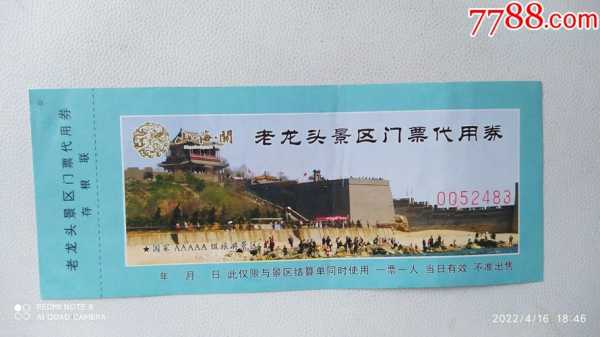 7788.com
老龙头景区门票代用券
存根联
山海關
老龙头景区门票代用券
0052483
★国家AAAAA级旅游景区
年 月 日 此仅限与景区结算单同时使用 一票一人 当日有效 不准出售
REDMI NOTE 8
AI QUAD CAMERA
2022/4/16 18:46